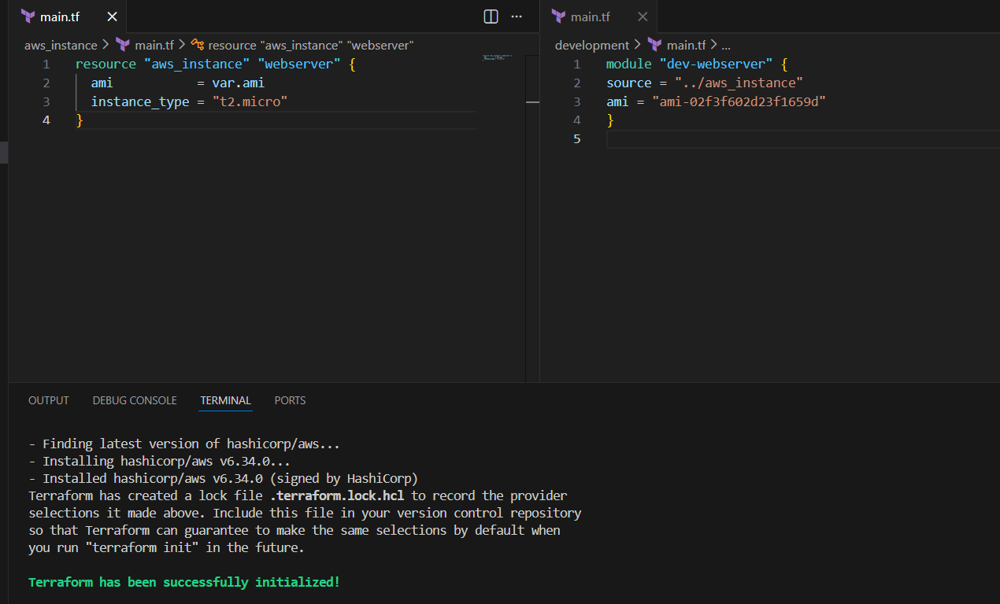 main.tf
aws_instance > main.tf > resource "aws_instance" "webserver"
1 resource "aws_instance" "webserver" {
2 ami = var.ami
3 instance_type = "t2.micro"
4 }
main.tf
development > main.tf > ...
1 module "dev-webserver" {
2 source = "../aws_instance"
3 ami = "ami-02f3f602d23f1659d"
4 }
5
OUTPUT DEBUG CONSOLE TERMINAL PORTS
- Finding latest version of hashicorp/aws...
- Installing hashicorp/aws v6.34.0...
- Installed hashicorp/aws v6.34.0 (signed by HashiCorp)
Terraform has created a lock file .terraform.lock.hcl to record the provider
selections it made above. Include this file in your version control repository
so that Terraform can guarantee to make the same selections by default when
you run "terraform init" in the future.
Terraform has been successfully initialized!